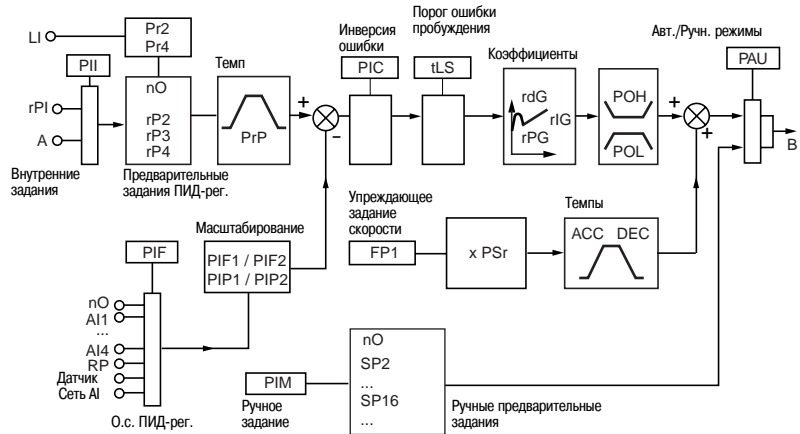 LI
Pr2
Pr4
PII
rPI
A
Внутренние
задания
nO
rP2
rP3
rP4
Предварительные
задания ПИД-рег.
Темп
PrP
+
−
Инверсия
ошибки
PIC
Порог ошибки
пробуждения
tLS
Коэффициенты
rdG
rIG
rPG
POH
POL
+
+
Авт./Ручн. режимы
PAU
B
Масштабирование
PIF1 / PIF2
PIP1 / PIP2
PIF
nO
AI1
...
AI4
RP
Датчик
Сеть AI
О.с. ПИД-рег.
Упреждающее
задание
скорости
FP1
x PSr
Темпы
ACC DEC
PIM
Ручное
задание
nO
SP2
...
SP16
...
Ручные предварительные
задания